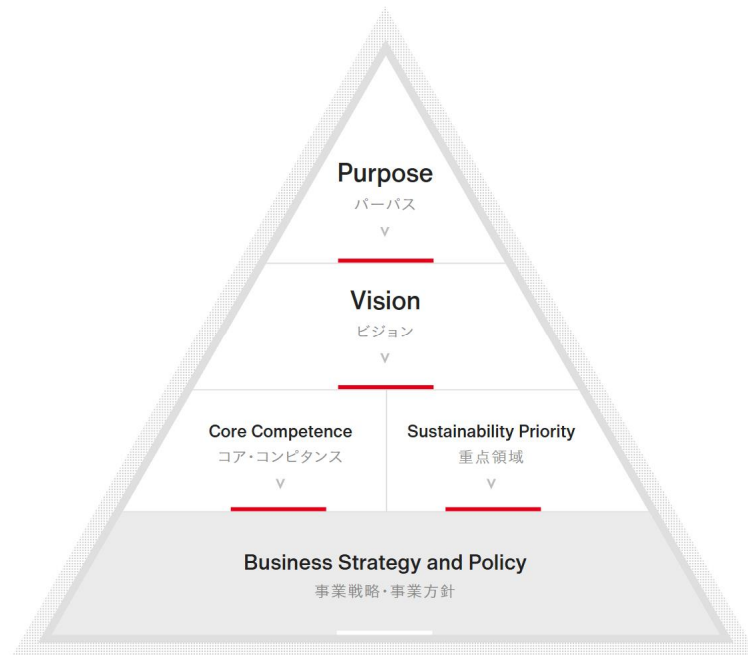 Purpose
パーパス
Vision
ビジョン
Core Competence
コア・コンピタンス
Sustainability Priority
重点領域
Business Strategy and Policy
事業戦略・事業方針